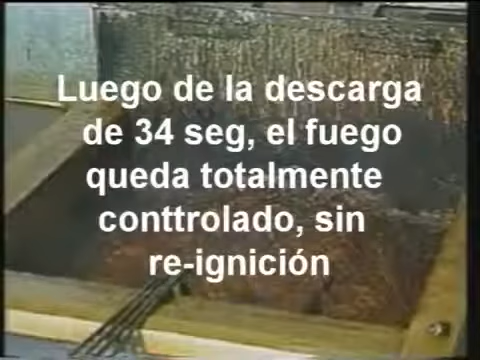 Luego de la descarga
de 34 seg, el fuego
queda totalmente
conttrolado, sin
re-ignición